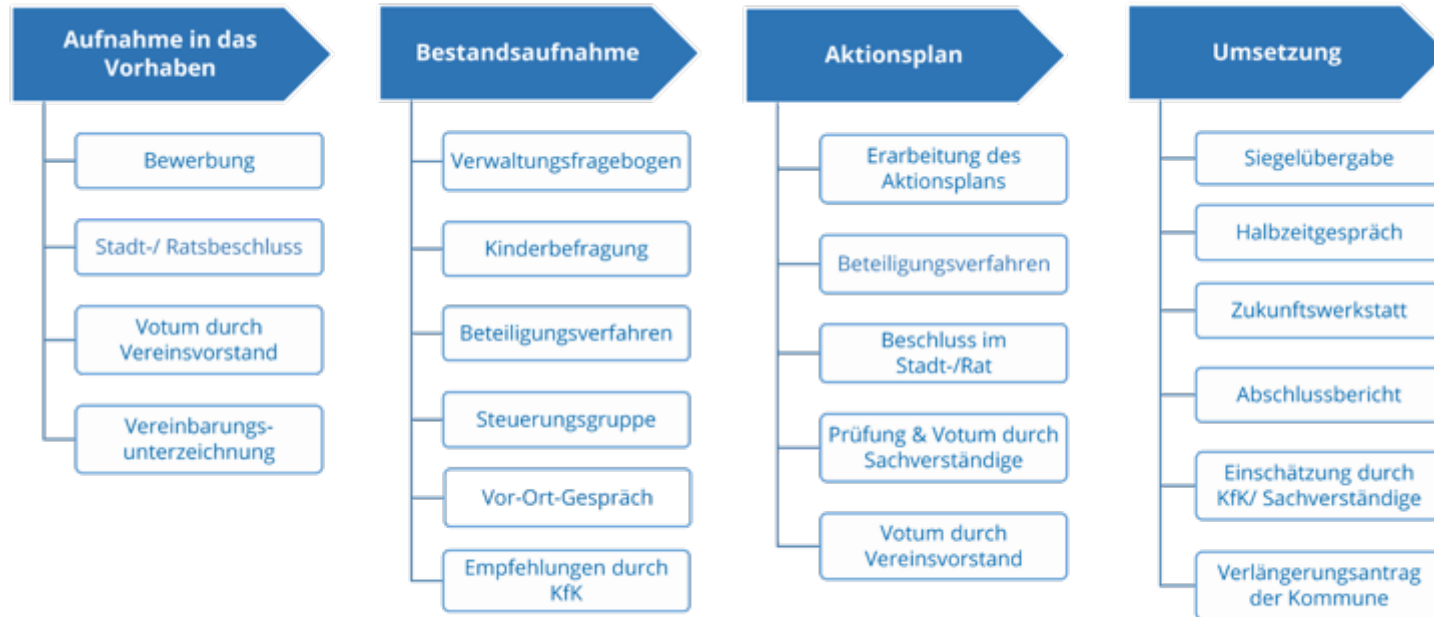 Aufnahme in das
Vorhaben
Bewerbung
Stadt-/ Ratsbeschluss
Votum durch
Vereinsvorstand
Vereinbarungs-
unterzeichnung
Bestandsaufnahme
Verwaltungsfragebogen
Kinderbefragung
Beteiligungsverfahren
Steuerungsgruppe
Vor-Ort-Gespräch
Empfehlungen durch
KfK
Aktionsplan
Erarbeitung des
Aktionsplans
Beteiligungsverfahren
Beschluss im
Stadt-/Rat
Prüfung & Votum durch
Sachverständige
Votum durch
Vereinsvorstand
Umsetzung
Siegelübergabe
Halbzeitgespräch
Zukunftswerkstatt
Abschlussbericht
Einschätzung durch
KfK/ Sachverständige
Verlängerungsantrag
der Kommune